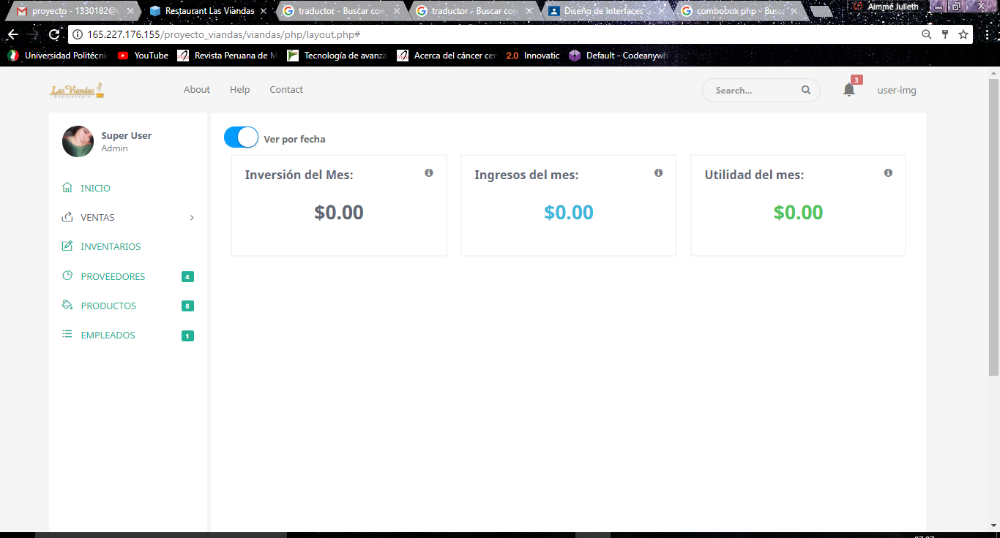 proyecto - 1330182@
Restaurant Las Viandas
traductor - Buscar con
traductor - Buscar con
Diseño de Interfaces
combobox php - Bus
Aimmé Julieth
165.227.176.155/proyecto_viandas/viandas/php/layout.php#
Universidad Politécni
YouTube
Revista Peruana de M
Tecnología de avanza
Acerca del cáncer cer
2.0 Innovatic
Default - Codeanywh
Las Viandas
About
Help
Contact
Search...
3
user-img
Super User
Admin
Ver por fecha
INICIO
VENTAS
INVENTARIOS
PROVEEDORES 4
PRODUCTOS 8
EMPLEADOS 1
Inversión del Mes:
$0.00
Ingresos del mes:
$0.00
Utilidad del mes:
$0.00